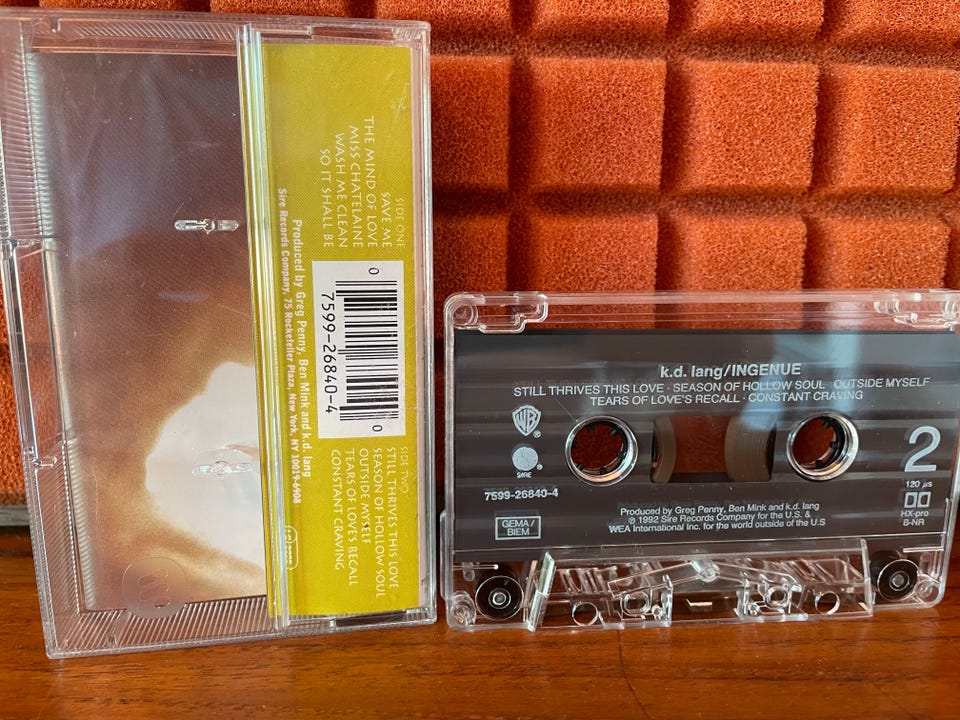 SIDE ONE
SAVE ME
THE MIND OF LOVE
MISS CHATELAINE
WASH ME CLEAN
SO IT SHALL BE
0
7599-26840-4
0
SIDE TWO
STILL THRIVES THIS LOVE
SEASON OF HOLLOW SOUL
OUTSIDE MYSELF
TEARS OF LOVE'S RECALL
CONSTANT CRAVING
Produced by Greg Penny, Ben Mink and k.d. lang
Sire Records Company, 75 Rockefeller Plaza, New York, NY 10019-6908
k.d. lang/INGENUE
STILL THRIVES THIS LOVE · SEASON OF HOLLOW SOUL OUTSIDE MYSELF
TEARS OF LOVE'S RECALL · CONSTANT CRAVING
WB ®
SIRE ®
2
7599-26840-4
120 µs
HX-pro
B-NR
GEMA/
BIEM
Produced by Greg Penny, Ben Mink and k.d. lang
℗ 1992 Sire Records Company for the U.S. &
WEA International Inc. for the world outside of the U.S